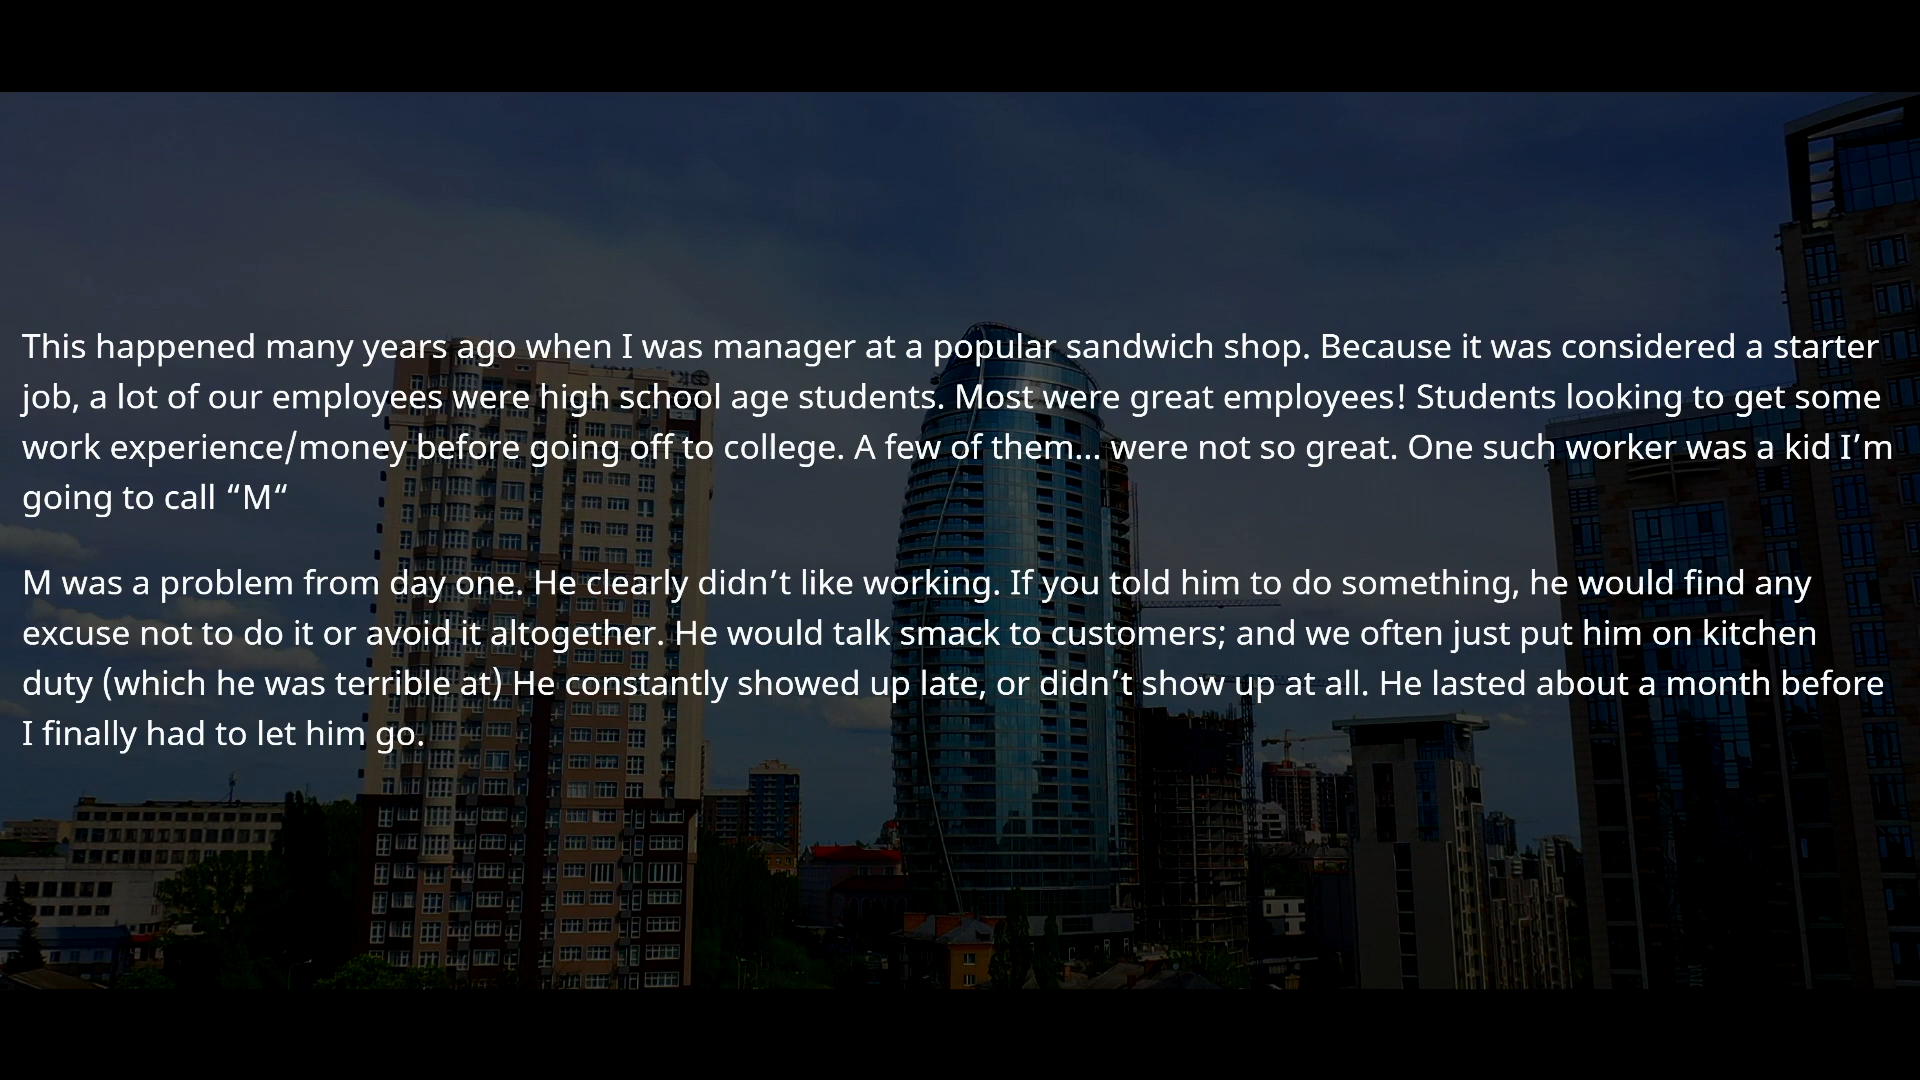 This happened many years ago when I was manager at a popular sandwich shop. Because it was considered a starter
job, a lot of our employees were high school age students. Most were great employees! Students looking to get some
work experience/money before going off to college. A few of them... were not so great. One such worker was a kid I’m
going to call “M“
M was a problem from day one. He clearly didn’t like working. If you told him to do something, he would find any
excuse not to do it or avoid it altogether. He would talk smack to customers; and we often just put him on kitchen
duty (which he was terrible at) He constantly showed up late, or didn’t show up at all. He lasted about a month before
I finally had to let him go.